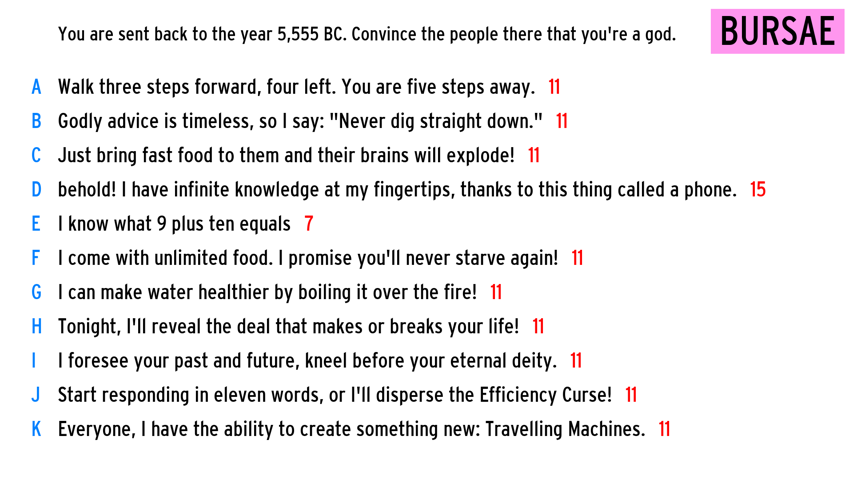 You are sent back to the year 5,555 BC. Convince the people there that you're a god.
BURSAE
A Walk three steps forward, four left. You are five steps away. 11
B Godly advice is timeless, so I say: "Never dig straight down." 11
C Just bring fast food to them and their brains will explode! 11
D behold! I have infinite knowledge at my fingertips, thanks to this thing called a phone. 15
E I know what 9 plus ten equals 7
F I come with unlimited food. I promise you'll never starve again! 11
G I can make water healthier by boiling it over the fire! 11
H Tonight, I'll reveal the deal that makes or breaks your life! 11
I I foresee your past and future, kneel before your eternal deity. 11
J Start responding in eleven words, or I'll disperse the Efficiency Curse! 11
K Everyone, I have the ability to create something new: Travelling Machines. 11